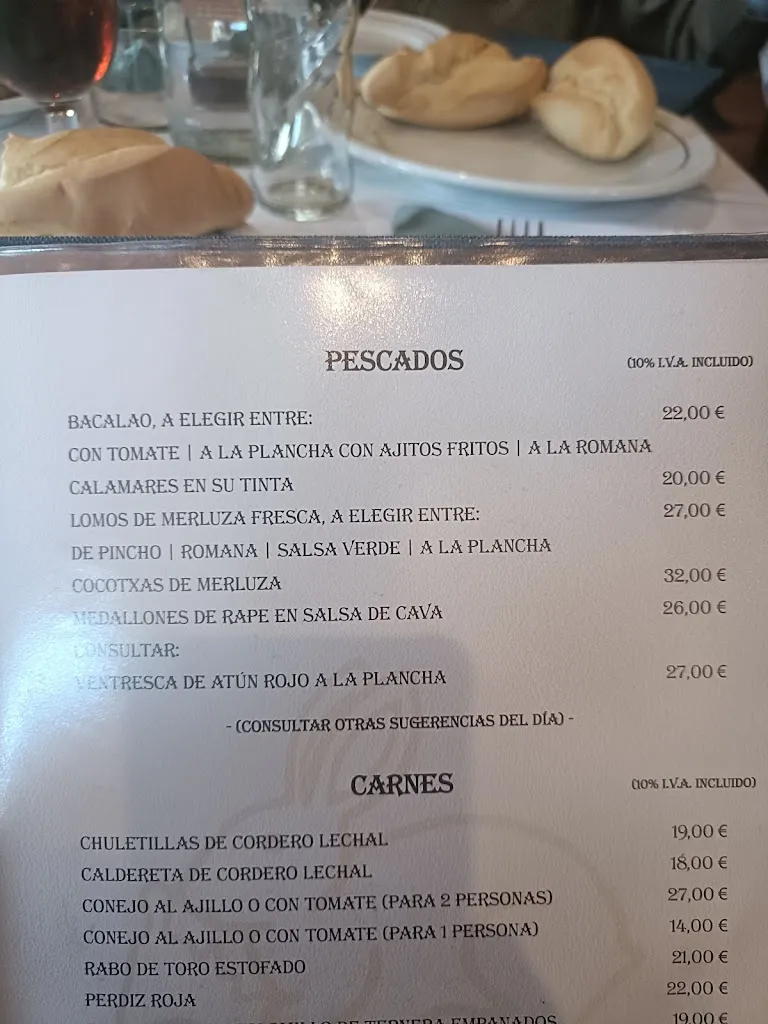 PESCADOS (10% I.V.A. INCLUIDO)
BACALAO, A ELEGIR ENTRE: 22,00 €
CON TOMATE | A LA PLANCHA CON AJITOS FRITOS | A LA ROMANA
CALAMARES EN SU TINTA 20,00 €
LOMOS DE MERLUZA FRESCA, A ELEGIR ENTRE: 27,00 €
DE PINCHO | ROMANA | SALSA VERDE | A LA PLANCHA
COCOTXAS DE MERLUZA 32,00 €
MEDALLONES DE RAPE EN SALSA DE CAVA 26,00 €
CONSULTAR:
VENTRESCA DE ATÚN ROJO A LA PLANCHA 27,00 €
- (CONSULTAR OTRAS SUGERENCIAS DEL DÍA) -
CARNES (10% I.V.A. INCLUIDO)
CHULETILLAS DE CORDERO LECHAL 19,00 €
CALDERETA DE CORDERO LECHAL 18,00 €
CONEJO AL AJILLO O CON TOMATE (PARA 2 PERSONAS) 27,00 €
CONEJO AL AJILLO O CON TOMATE (PARA 1 PERSONA) 14,00 €
RABO DE TORO ESTOFADO 21,00 €
PERDIZ ROJA 22,00 €
DE TERNERA EMPANADOS 19,00 €